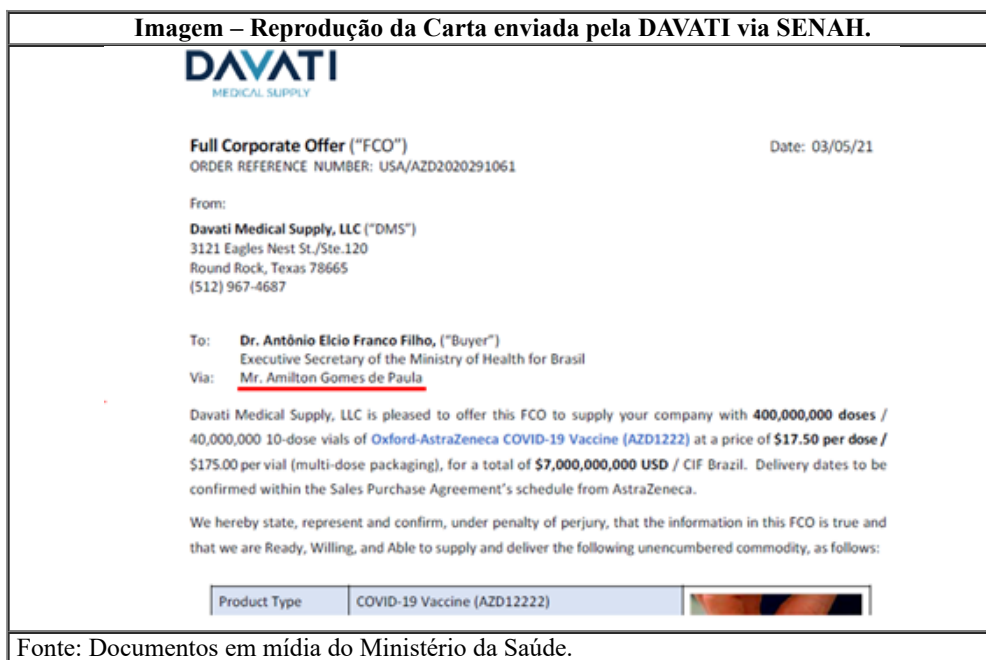 Imagem – Reprodução da Carta enviada pela DAVATI via SENAH.
DAVATI
MEDICAL SUPPLY
Full Corporate Offer ("FCO")
Date: 03/05/21
ORDER REFERENCE NUMBER: USA/AZD2020291061
From:
Davati Medical Supply, LLC ("DMS")
3121 Eagles Nest St./Ste.120
Round Rock, Texas 78665
(512) 967-4687
To: Dr. Antônio Elcio Franco Filho, ("Buyer")
Executive Secretary of the Ministry of Health for Brasil
Via: Mr. Amilton Gomes de Paula
Davati Medical Supply, LLC is pleased to offer this FCO to supply your company with 400,000,000 doses /
40,000,000 10-dose vials of Oxford-AstraZeneca COVID-19 Vaccine (AZD1222) at a price of $17.50 per dose /
$175.00 per vial (multi-dose packaging), for a total of $7,000,000,000 USD / CIF Brazil. Delivery dates to be
confirmed within the Sales Purchase Agreement's schedule from AstraZeneca.
We hereby state, represent and confirm, under penalty of perjury, that the information in this FCO is true and
that we are Ready, Willing, and Able to supply and deliver the following unencumbered commodity, as follows:
Product Type COVID-19 Vaccine (AZD12222)
Fonte: Documentos em mídia do Ministério da Saúde.